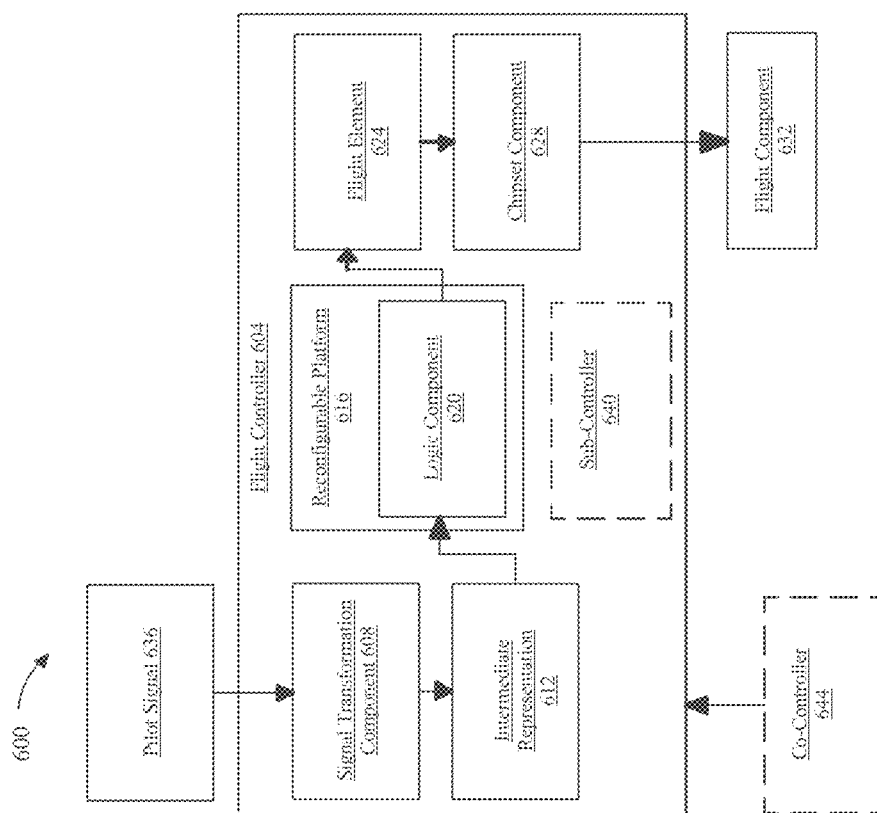 600
Pilot Signal 636
Flight Controller 604
Signal Transformation
Component 608
Intermediate
Representation
612
Reconfigurable Platform
616
Logic Component
620
Flight Element
624
Chipset Component
628
Sub-Controller
640
Co-Controller
644
Flight Component
632